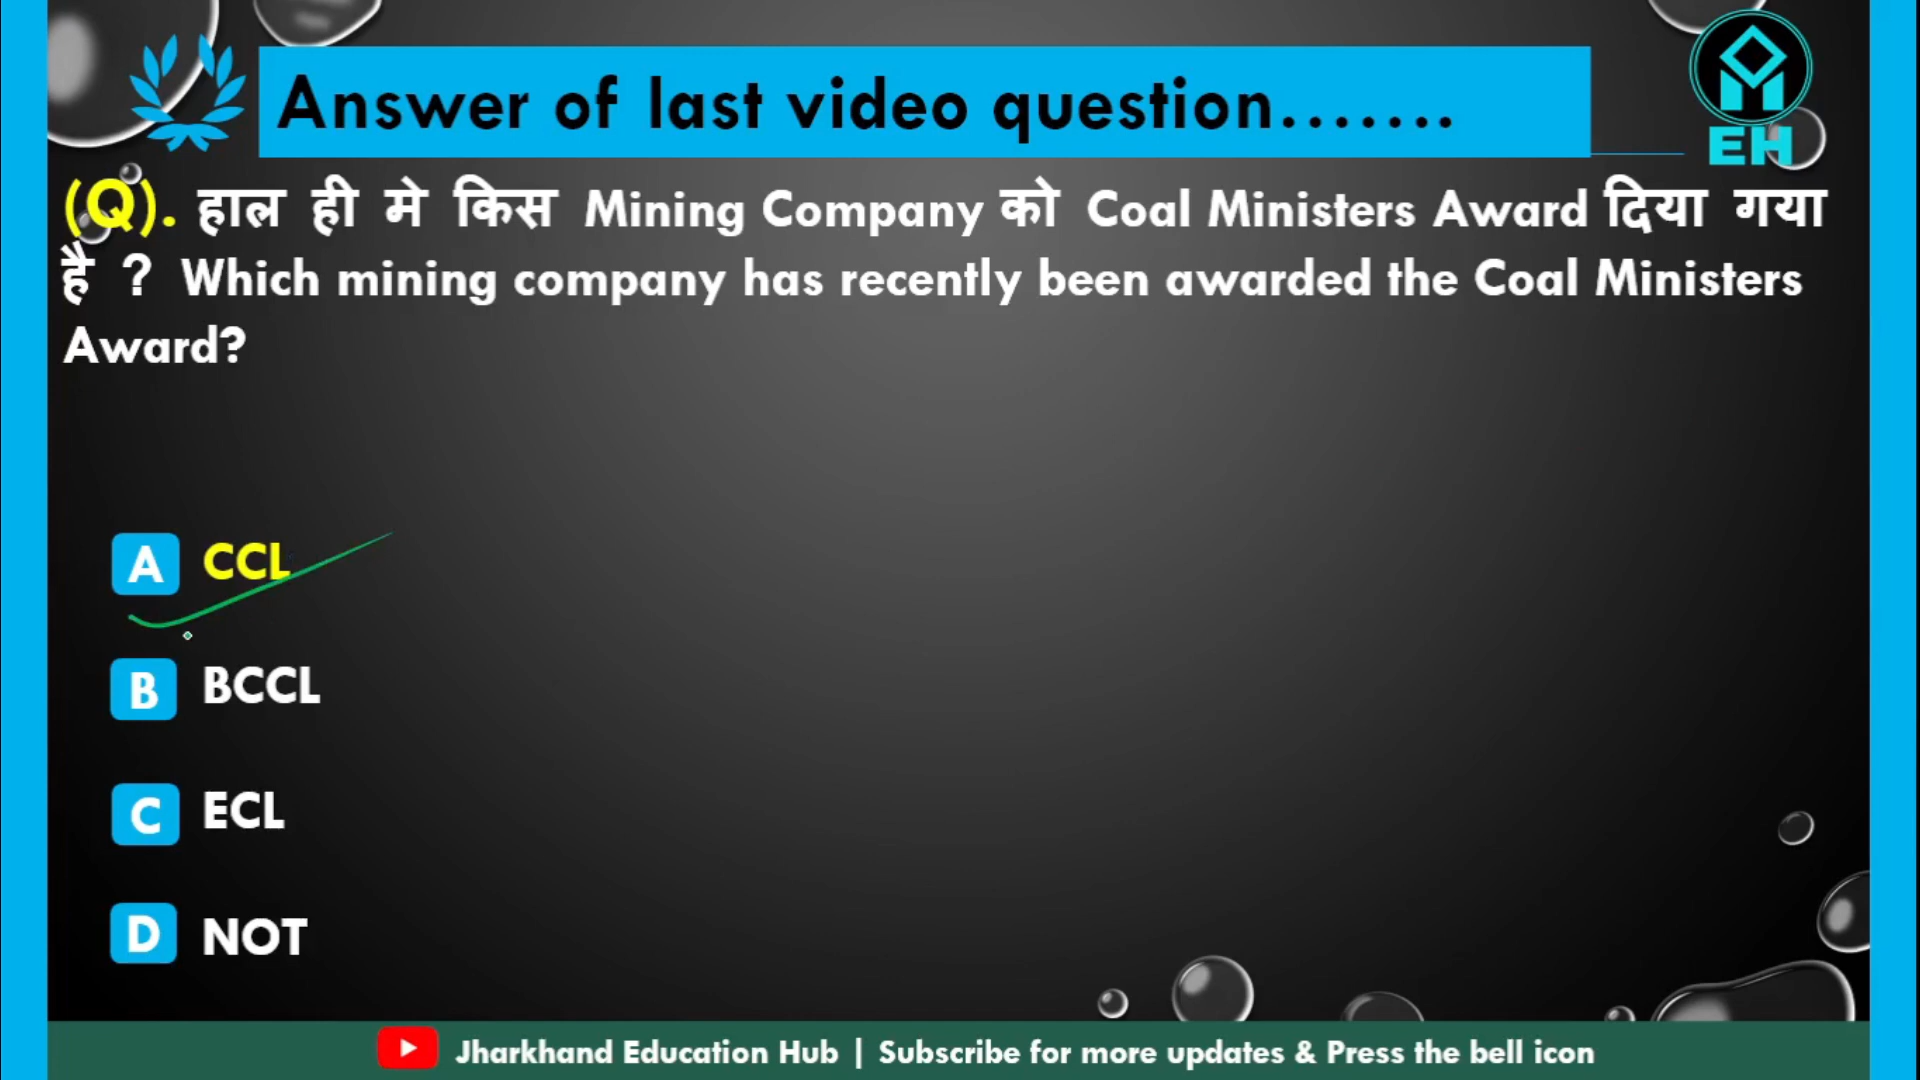 Answer of last video question.......
EH
(Q). हाल ही मे किस Mining Company को Coal Ministers Award दिया गया
है ? Which mining company has recently been awarded the Coal Ministers
Award?
A CCL
B BCCL
C ECL
D NOT
Jharkhand Education Hub | Subscribe for more updates & Press the bell icon